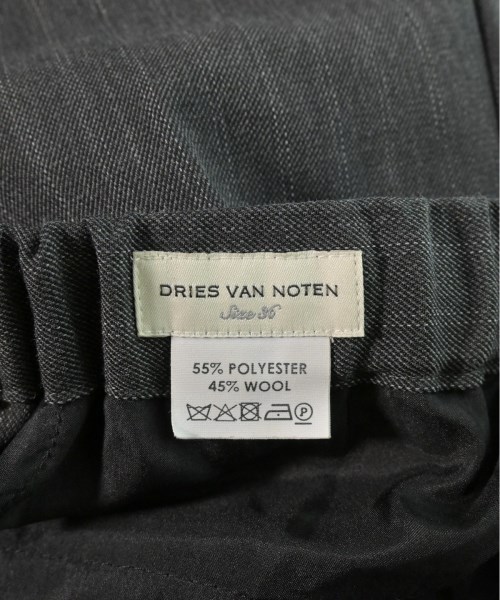 DRIES VAN NOTEN
Size 36
55% POLYESTER
45% WOOL
P